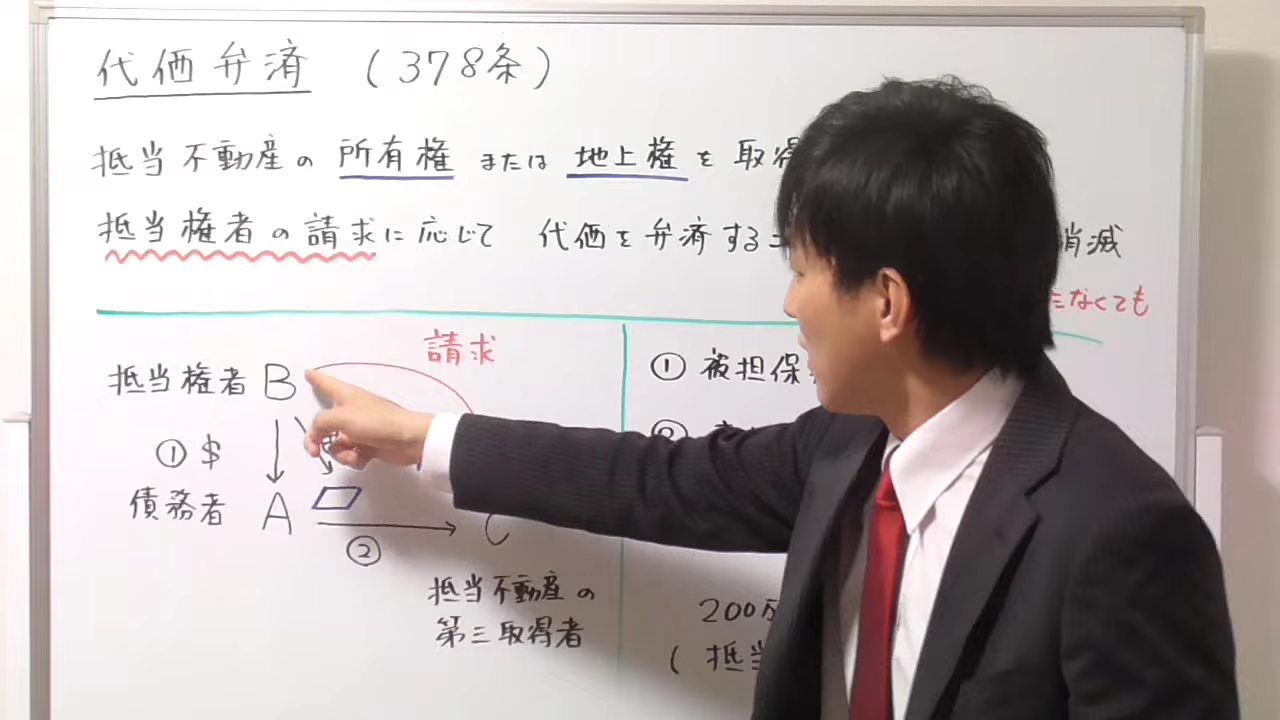 代価弁済 (378条)
抵当不動産の 所有権 または 地上権を 取得
抵当権者の請求に応じて 代価を弁済するこ 消滅
なくても
請求
抵当権者 B
① $
債務者 A
②
C
抵当不動産の
第三取得者
① 被担保
②
200万
( 抵当